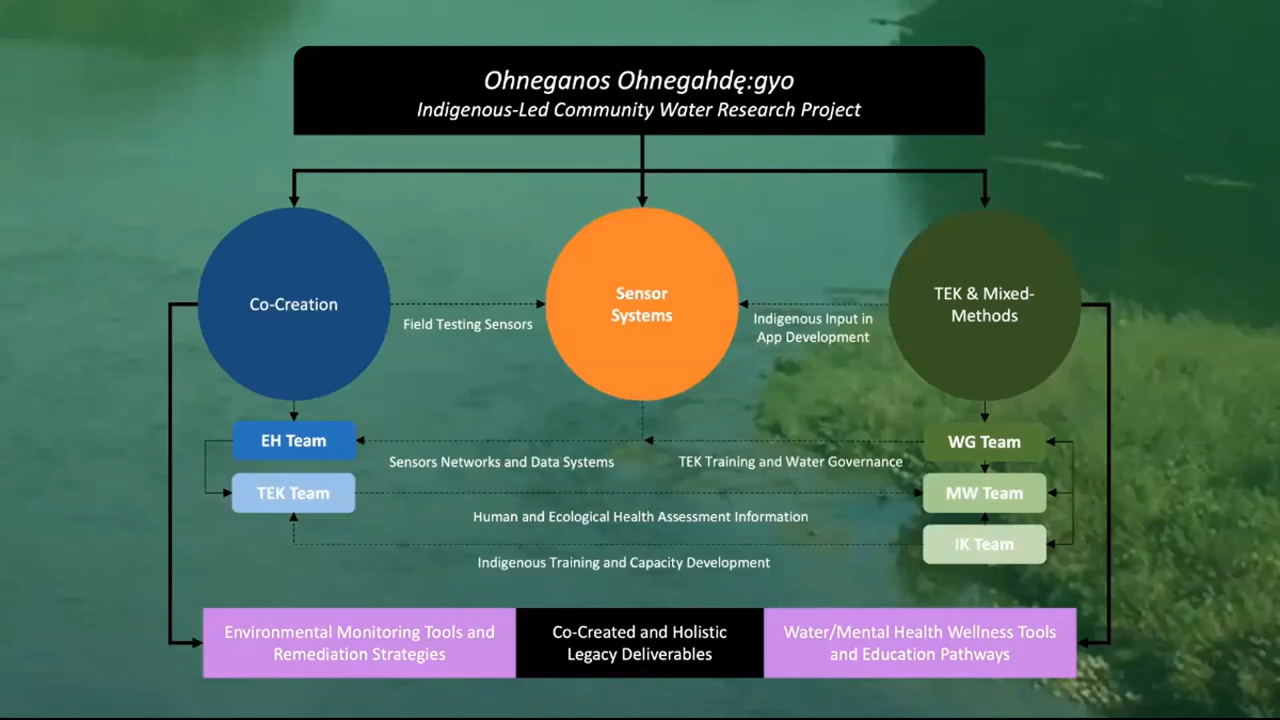 Ohneganos Ohnegahdę:gyo
Indigenous-Led Community Water Research Project
Co-Creation
Sensor
Systems
TEK & Mixed-
Methods
Field Testing Sensors
Indigenous Input in
App Development
EH Team
WG Team
Sensors Networks and Data Systems
TEK Training and Water Governance
TEK Team
MW Team
Human and Ecological Health Assessment Information
IK Team
Indigenous Training and Capacity Development
Environmental Monitoring Tools and
Remediation Strategies
Co-Created and Holistic
Legacy Deliverables
Water/Mental Health Wellness Tools
and Education Pathways